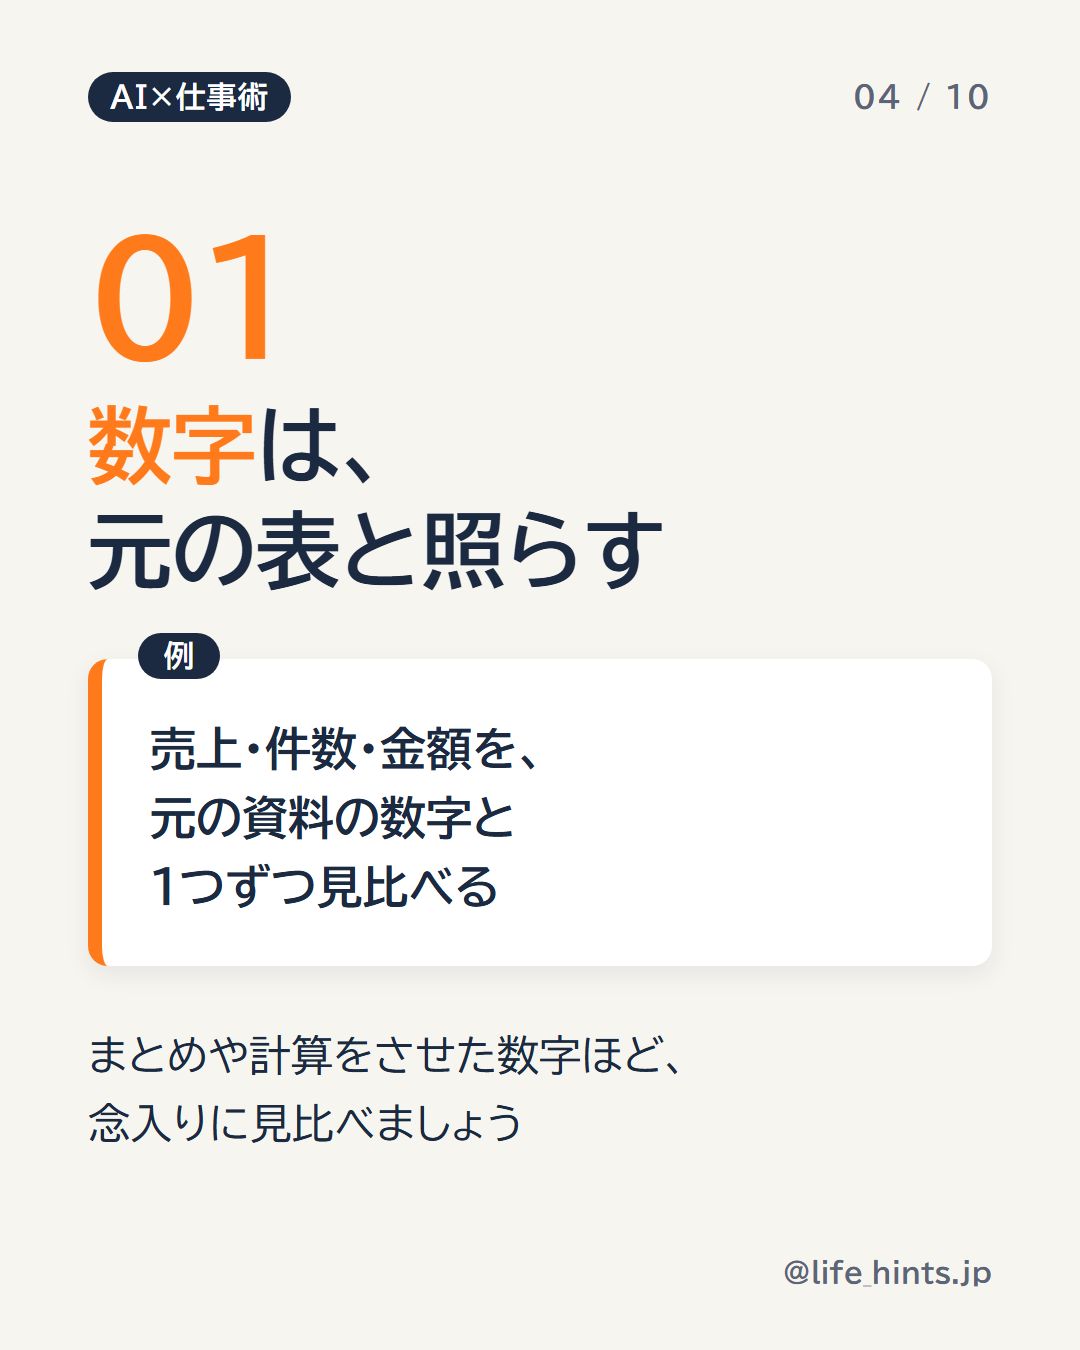 AI×仕事術
04 / 10
01
数字は、
元の表と照らす
例
売上・件数・金額を、
元の資料の数字と
1つずつ見比べる
まとめや計算をさせた数字ほど、
念入りに見比べましょう
@life_hints.jp